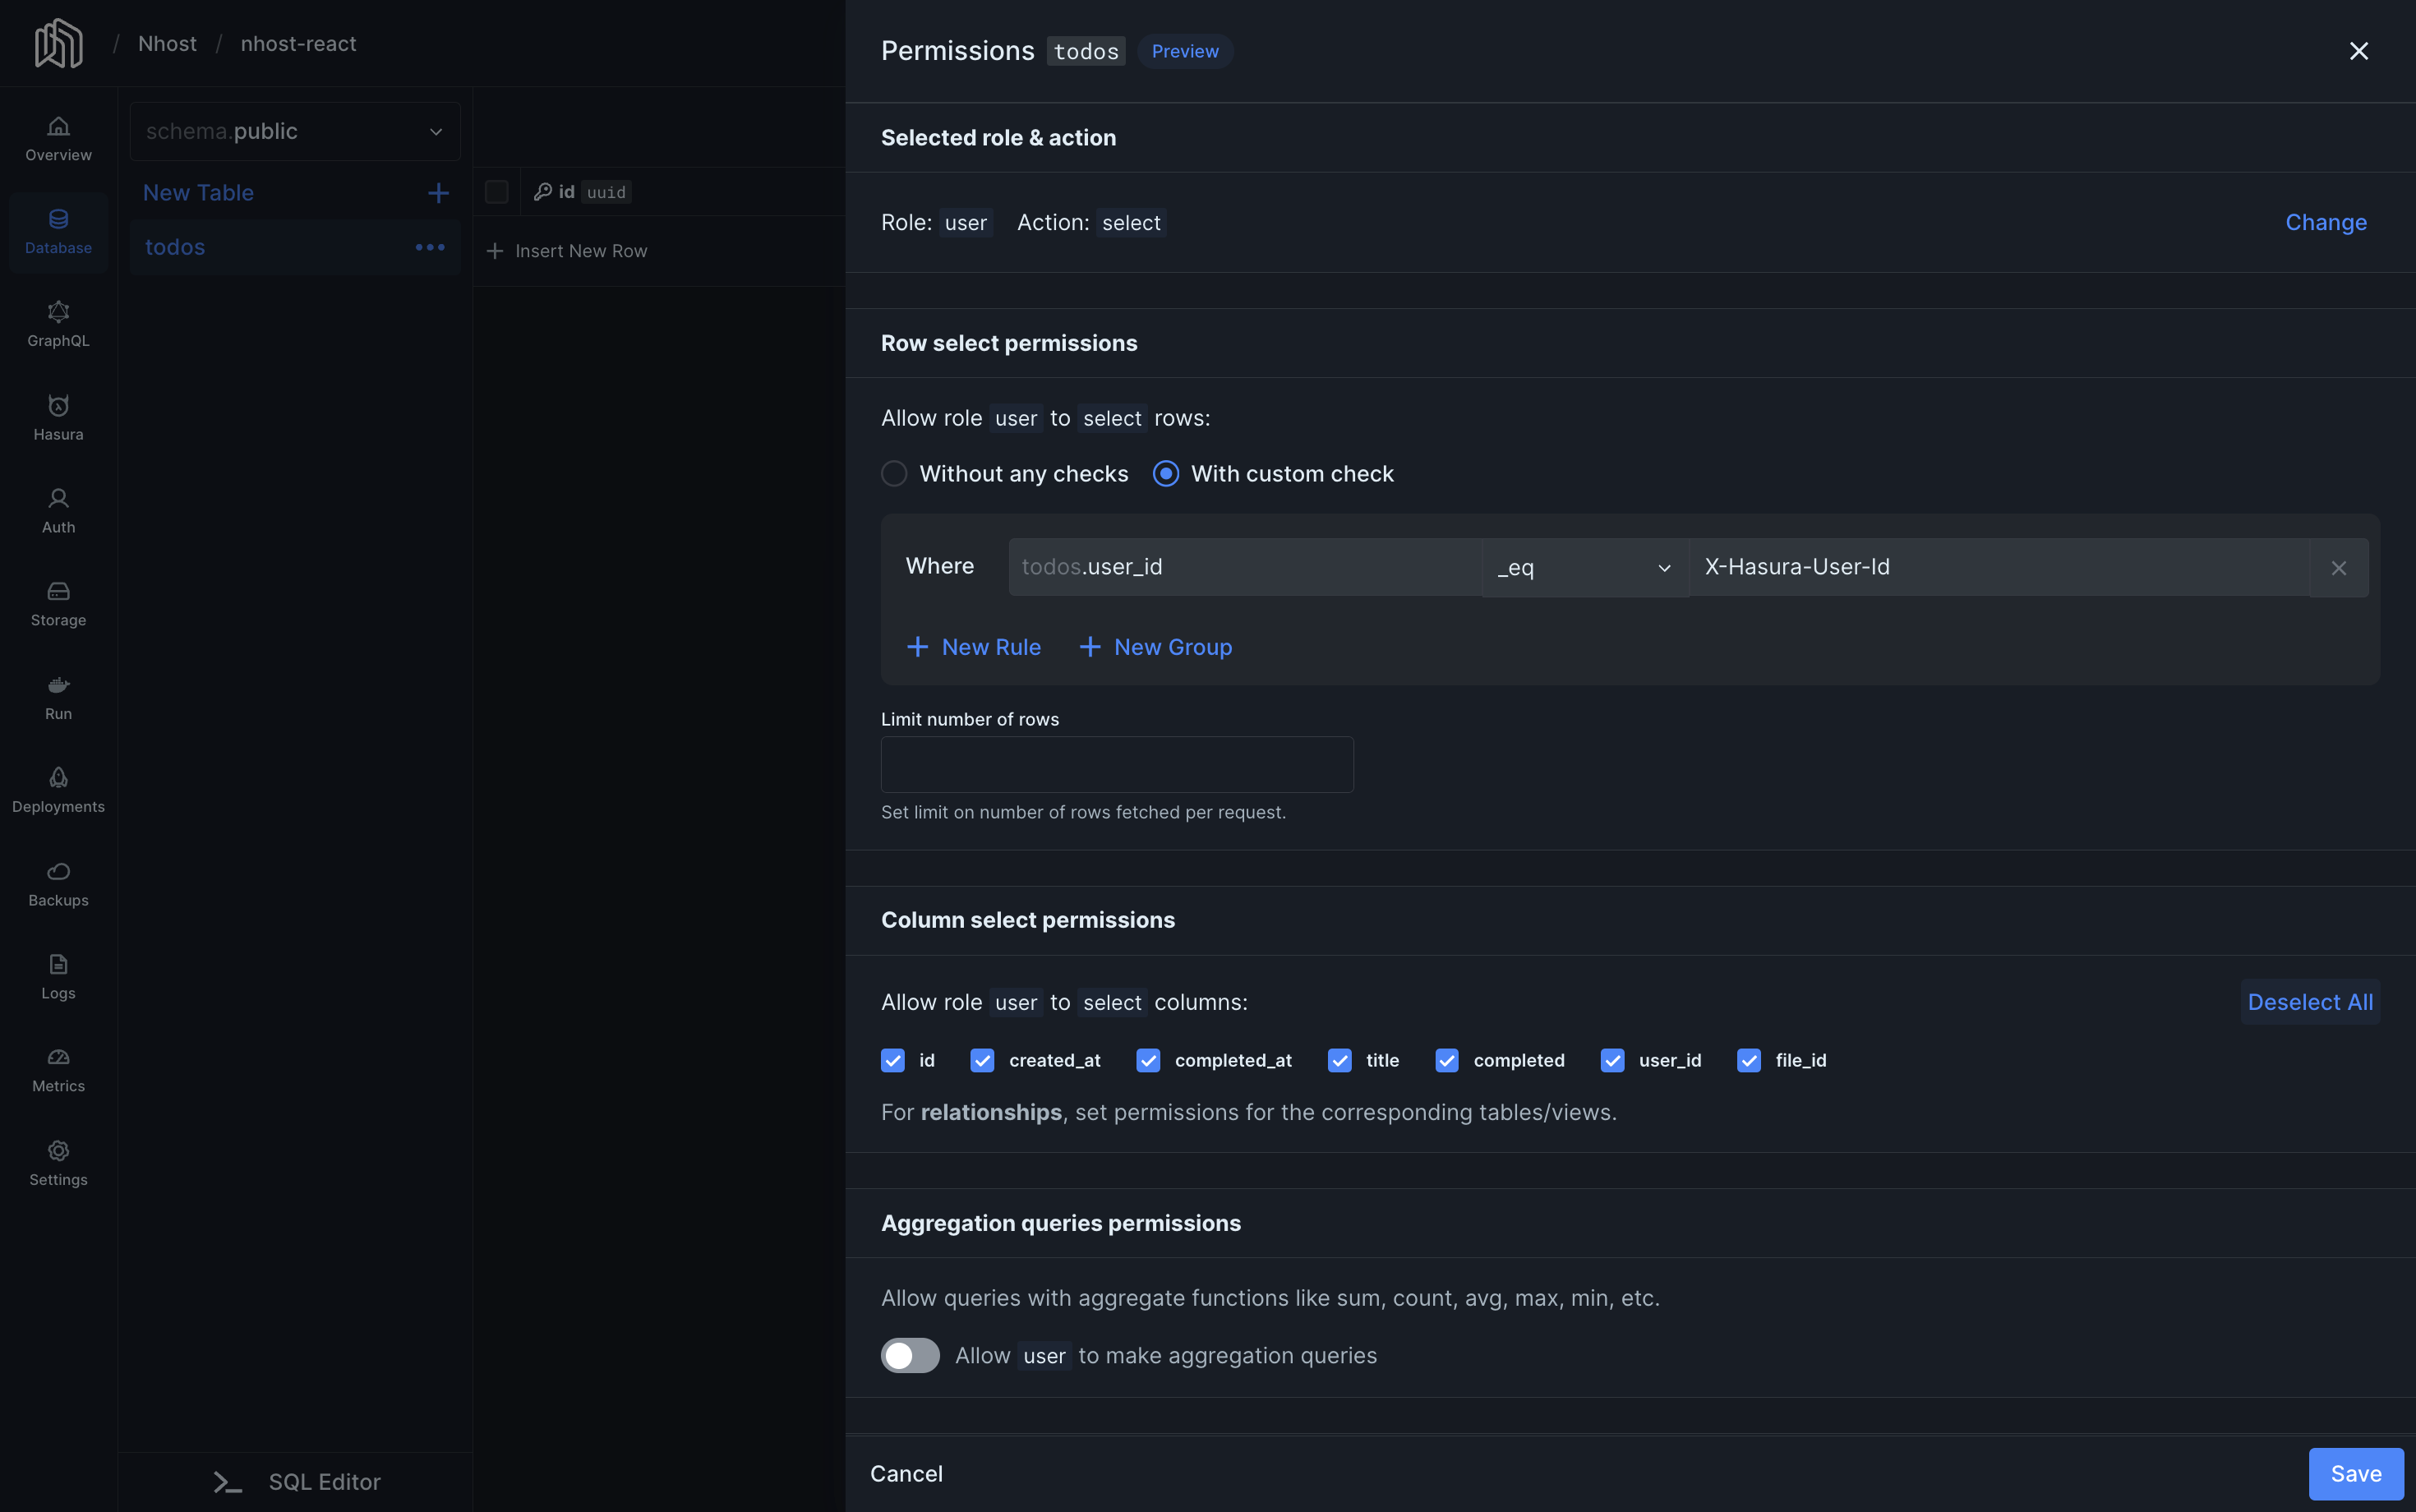 / Nhost / nhost-react
Overview
Database
GraphQL
Hasura
Auth
Storage
Run
Deployments
Backups
Logs
Metrics
Settings
schema.public
New Table
todos
SQL Editor
id uuid
Insert New Row
Permissions todos Preview
Selected role & action
Role: user Action: select Change
Row select permissions
Allow role user to select rows:
Without any checks With custom check
Where todos.user_id _eq X-Hasura-User-Id
New Rule New Group
Limit number of rows
Set limit on number of rows fetched per request.
Column select permissions
Allow role user to select columns: Deselect All
id created_at completed_at title completed user_id file_id
For relationships, set permissions for the corresponding tables/views.
Aggregation queries permissions
Allow queries with aggregate functions like sum, count, avg, max, min, etc.
Allow user to make aggregation queries
Cancel Save